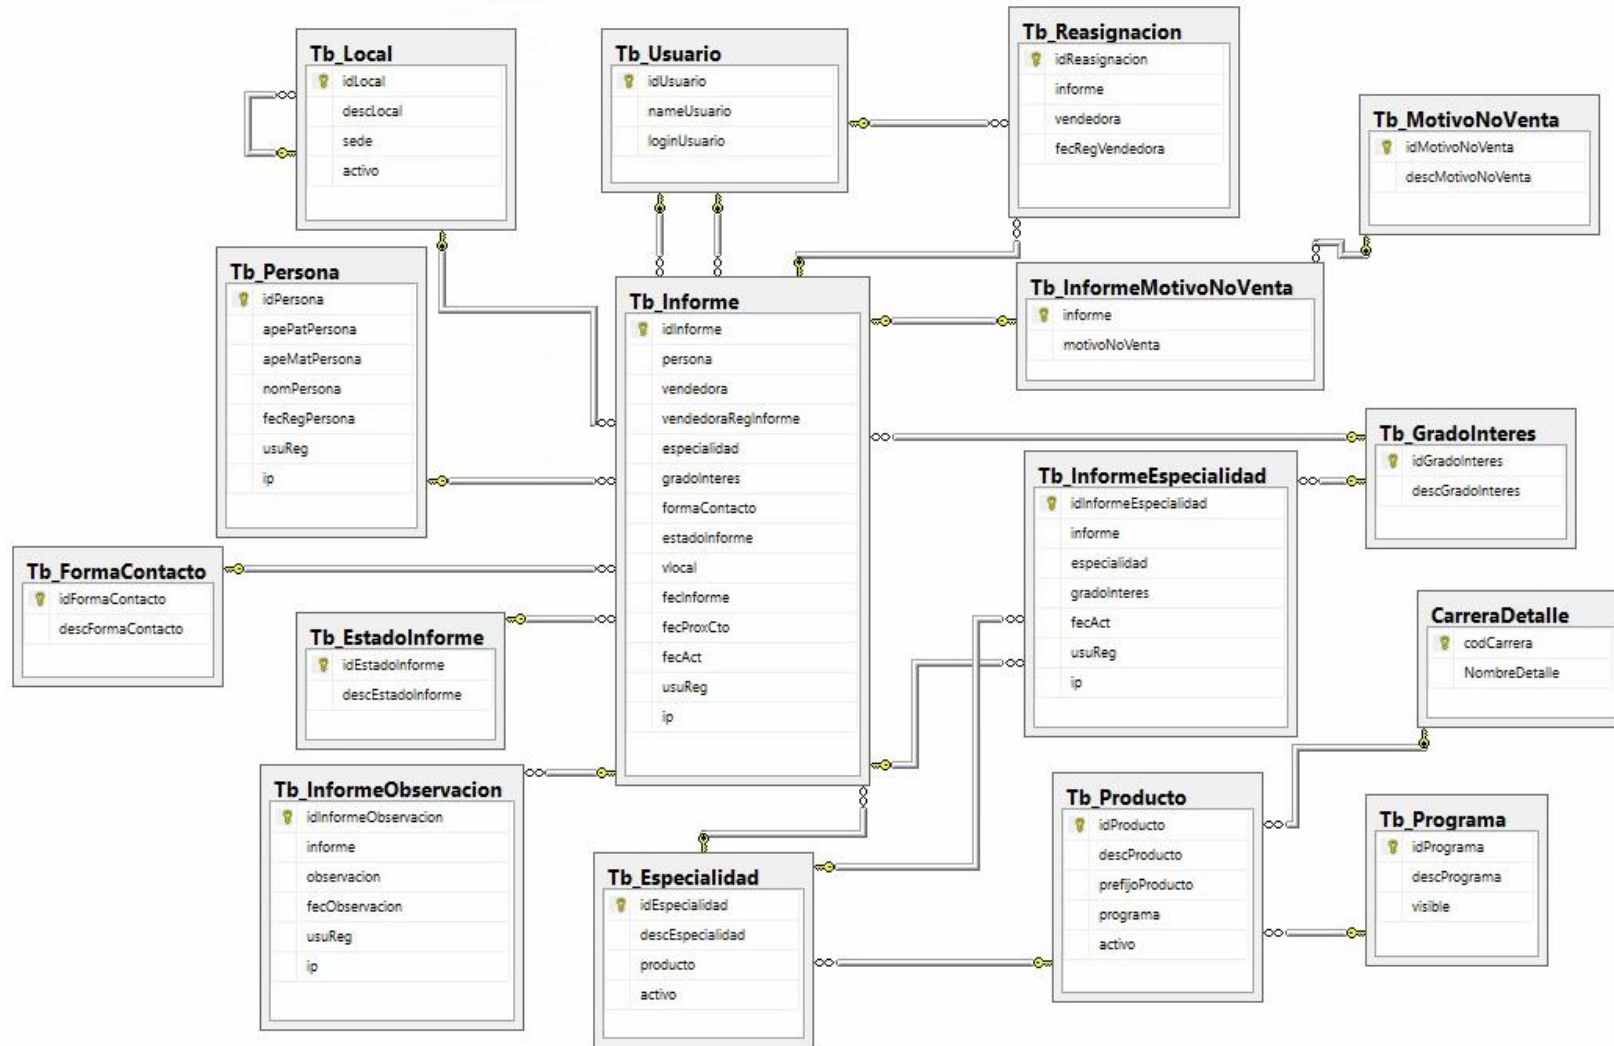 Tb_Local
idLocal
descLocal
sede
activo
Tb_Usuario
idUsuario
nameUsuario
loginUsuario
Tb_Reasignacion
idReasignacion
informe
vendedora
fecRegVendedora
Tb_MotivoNoVenta
idMotivoNoVenta
descMotivoNoVenta
Tb_Persona
idPersona
apePatPersona
apeMatPersona
nomPersona
fecRegPersona
usuReg
ip
Tb_Informe
idInforme
persona
vendedora
vendedoraRegInforme
especialidad
gradoInteres
formaContacto
estadoInforme
vlocal
fecInforme
fecProxCto
fecAct
usuReg
ip
Tb_InformeMotivoNoVenta
informe
motivoNoVenta
Tb_GradoInteres
idGradoInteres
descGradoInteres
Tb_InformeEspecialidad
idInformeEspecialidad
informe
especialidad
gradoInteres
fecAct
usuReg
ip
Tb_FormaContacto
idFormaContacto
descFormaContacto
Tb_EstadoInforme
idEstadoInforme
descEstadoInforme
CarreraDetalle
codCarrera
NombreDetalle
Tb_InformeObservacion
idInformeObservacion
informe
observacion
fecObservacion
usuReg
ip
Tb_Especialidad
idEspecialidad
descEspecialidad
producto
activo
Tb_Producto
idProducto
descProducto
prefijoProducto
programa
activo
Tb_Programa
idPrograma
descPrograma
visible